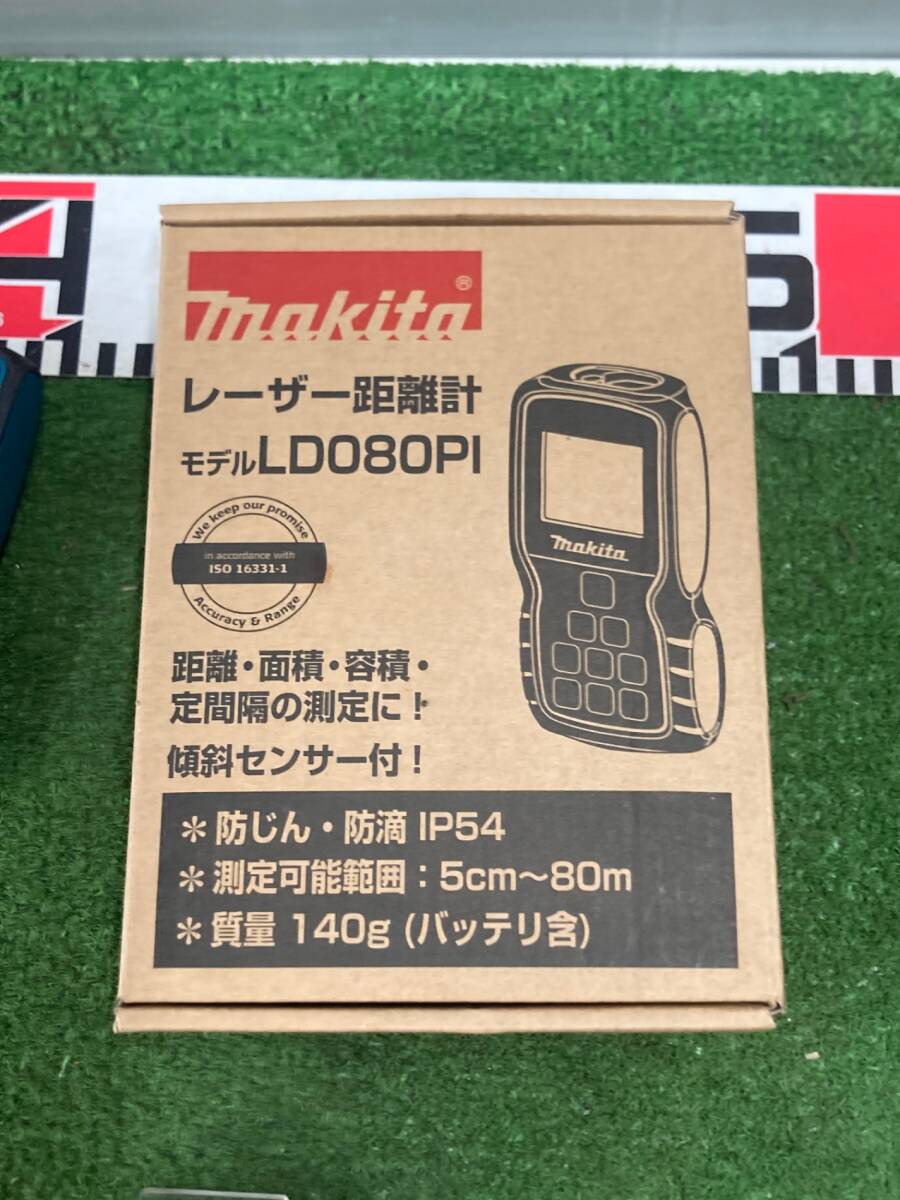 makita®
レーザー距離計
モデルLD080PI
We keep our promise
in accordance with
ISO 16331-1
Accuracy & Range
makita
距離・面積・容積・
定間隔の測定に！
傾斜センサー付！
＊防じん・防滴 IP54
＊測定可能範囲：5cm〜80m
＊質量 140g (バッテリ含)